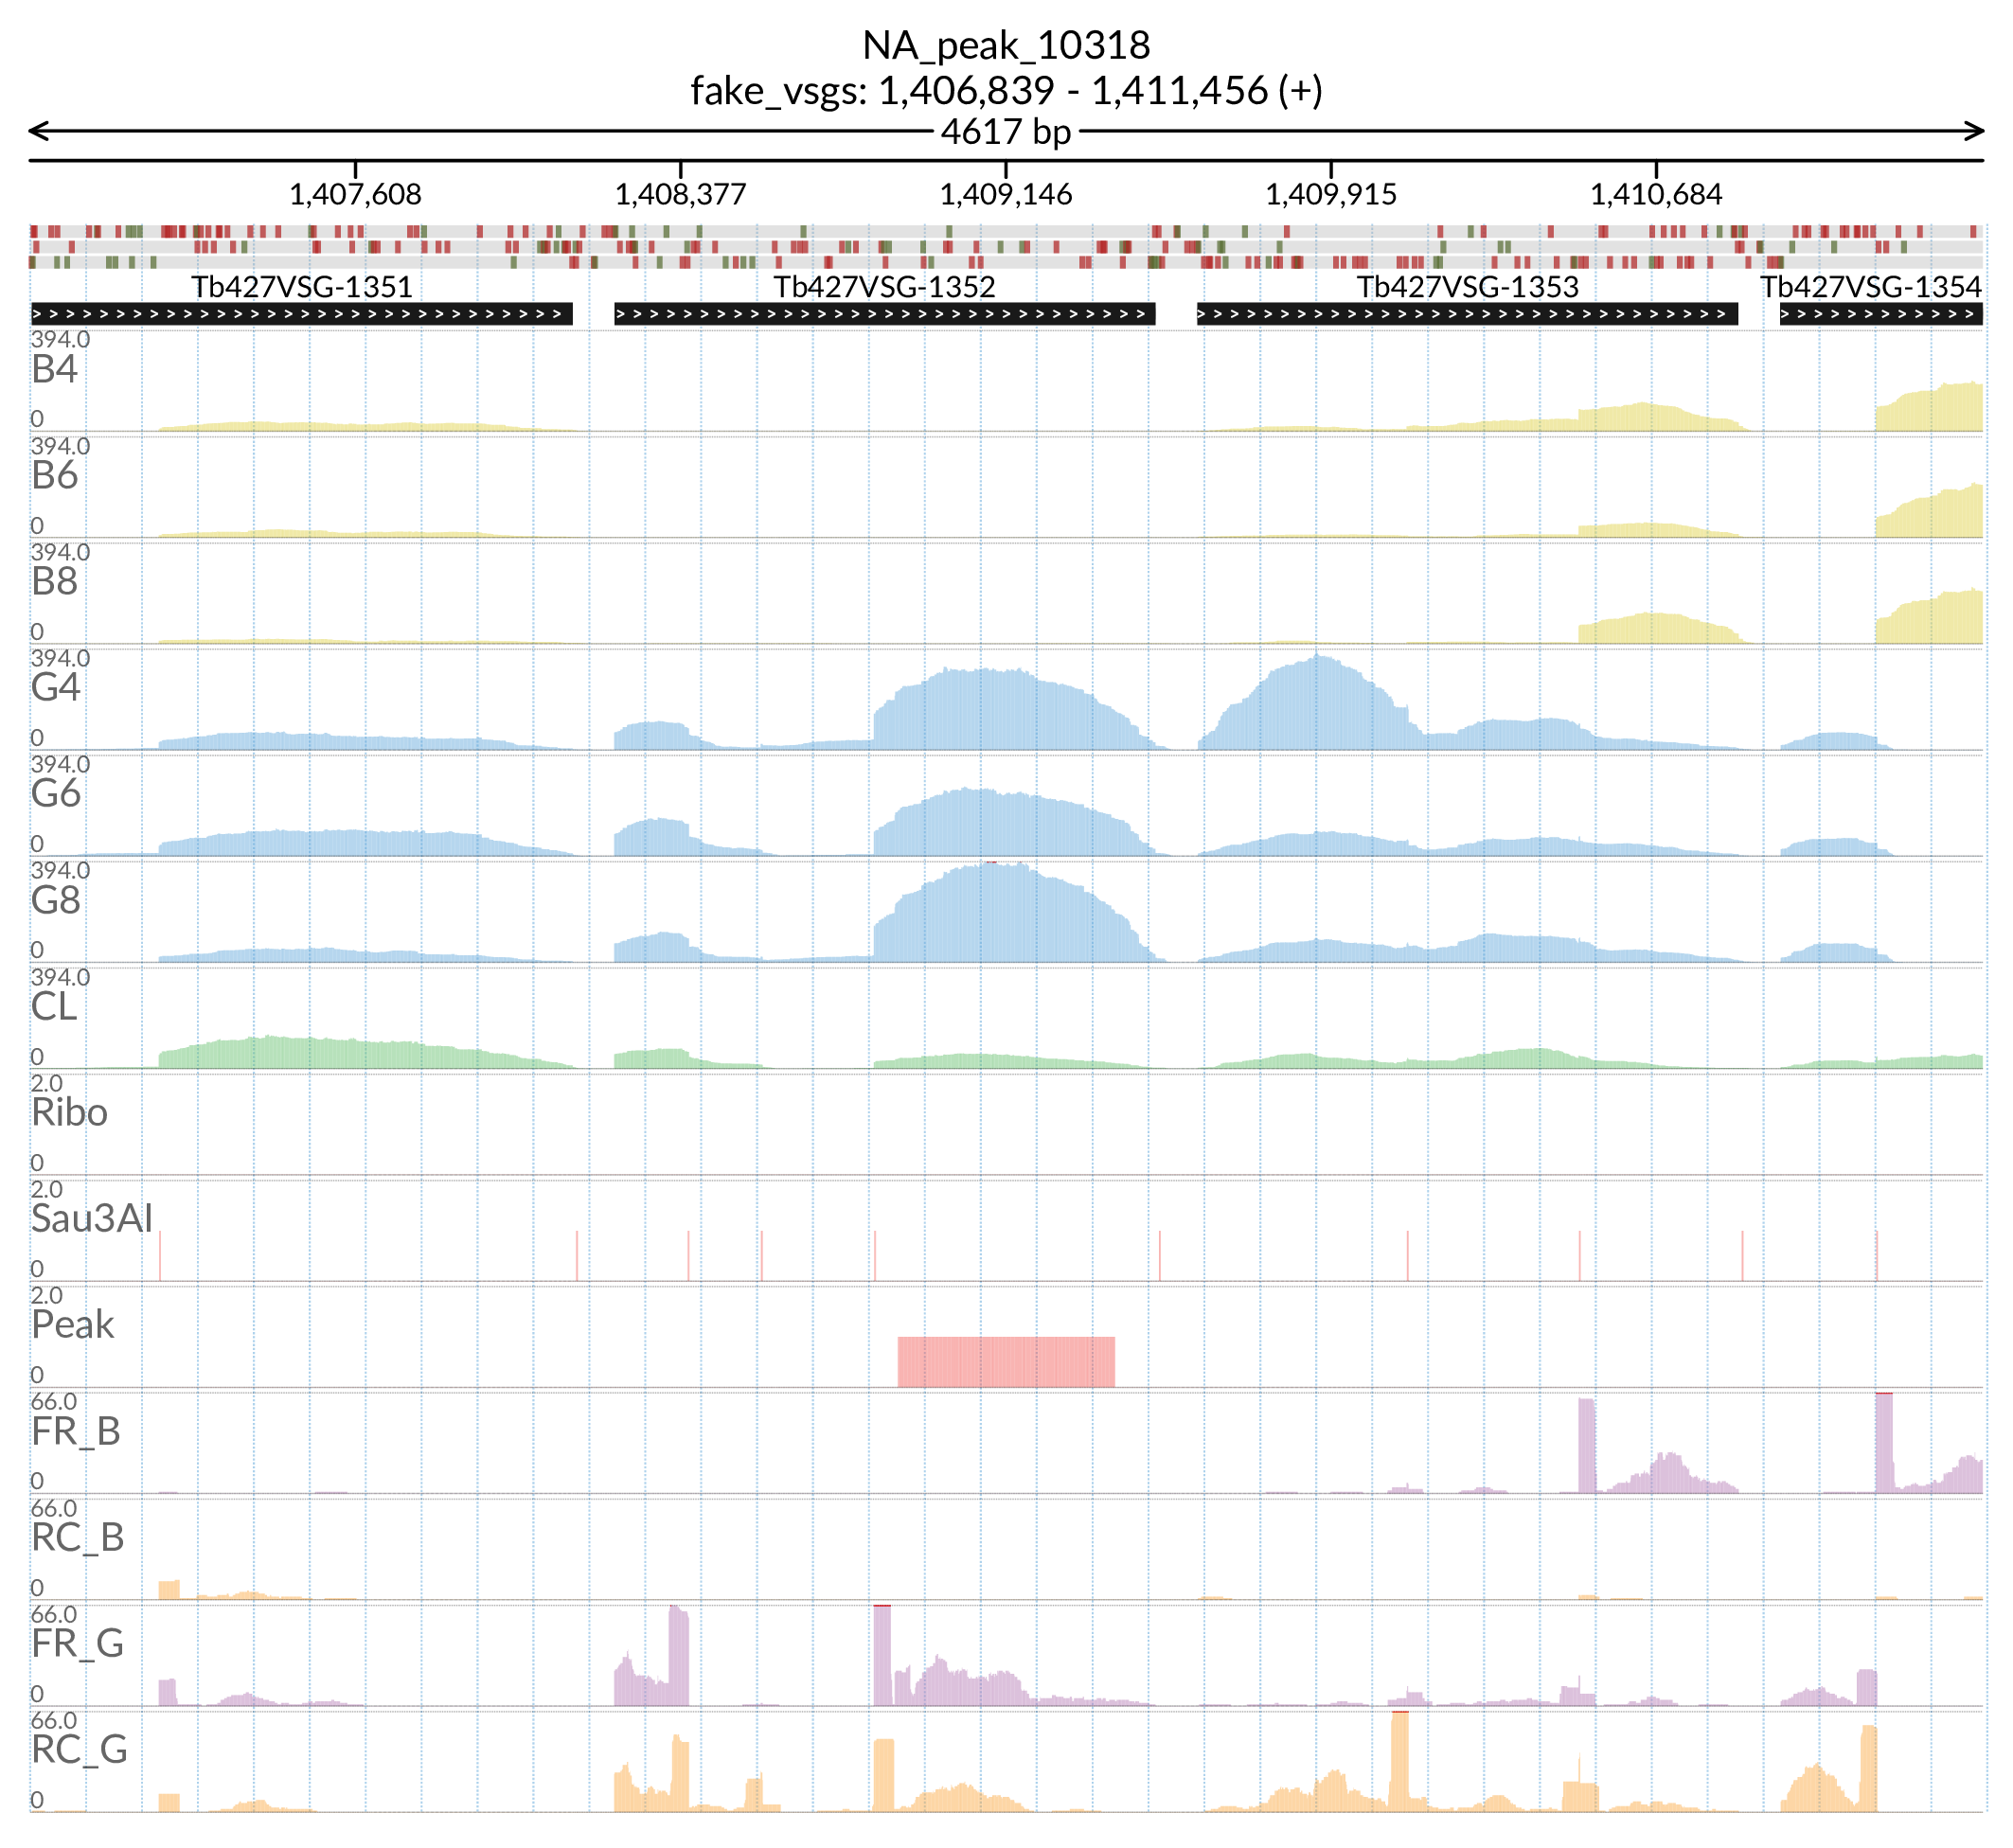 NA_peak_10318
fake_vsgs: 1,406,839 - 1,411,456 (+)
4617 bp
1,407,608 1,408,377 1,409,146 1,409,915 1,410,684
Tb427VSG-1351 Tb427VSG-1352 Tb427VSG-1353 Tb427VSG-1354
394.0
B4
0
394.0
B6
0
394.0
B8
0
394.0
G4
0
394.0
G6
0
394.0
G8
0
394.0
CL
0
2.0
Ribo
0
2.0
Sau3AI
0
2.0
Peak
0
66.0
FR_B
0
66.0
RC_B
0
66.0
FR_G
0
66.0
RC_G
0